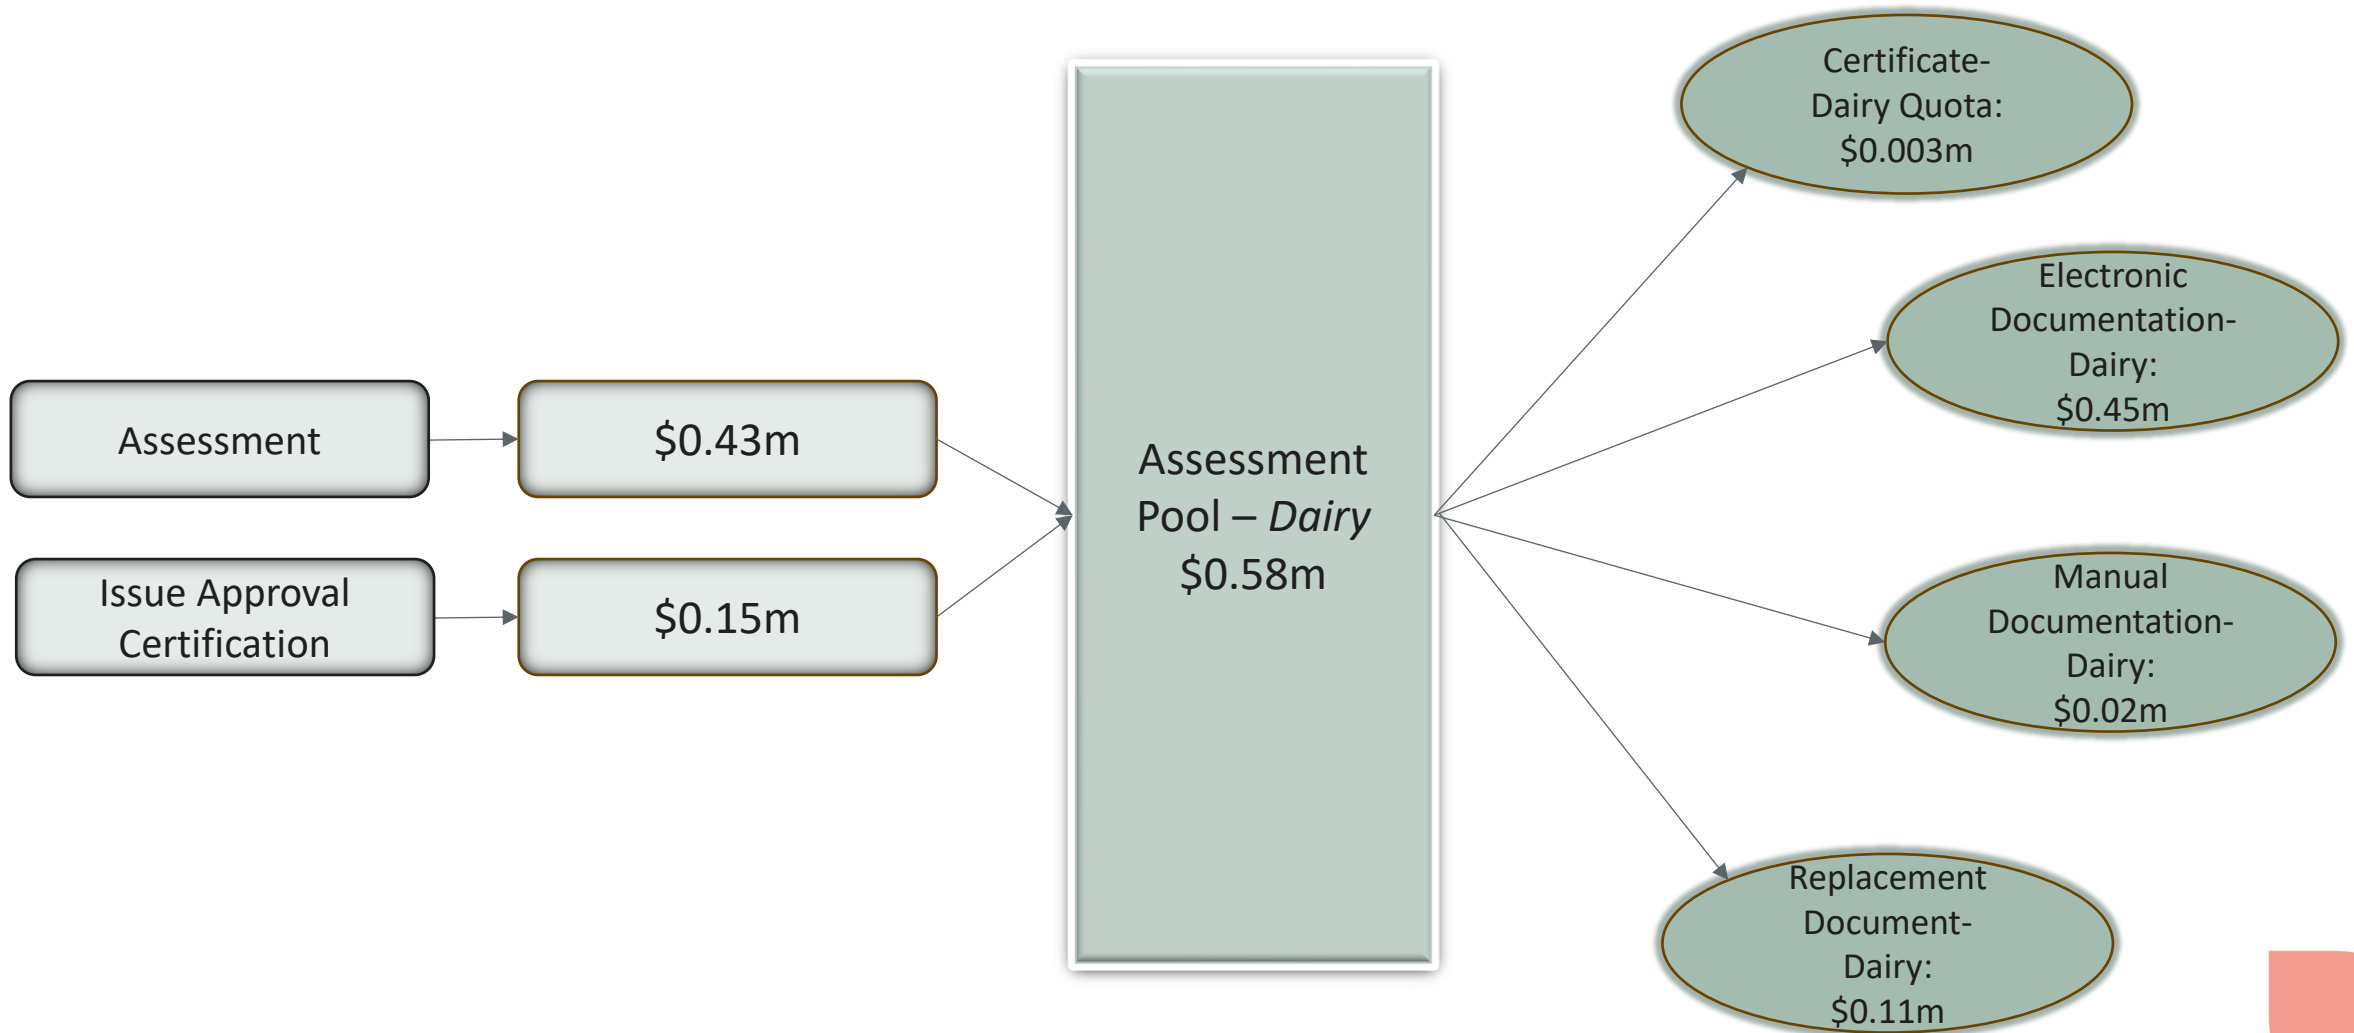 Assessment
$0.43m
Issue Approval
Certification
$0.15m
Assessment
Pool – Dairy
$0.58m
Certificate-
Dairy Quota:
$0.003m
Electronic
Documentation-
Dairy:
$0.45m
Manual
Documentation-
Dairy:
$0.02m
Replacement
Document-
Dairy:
$0.11m